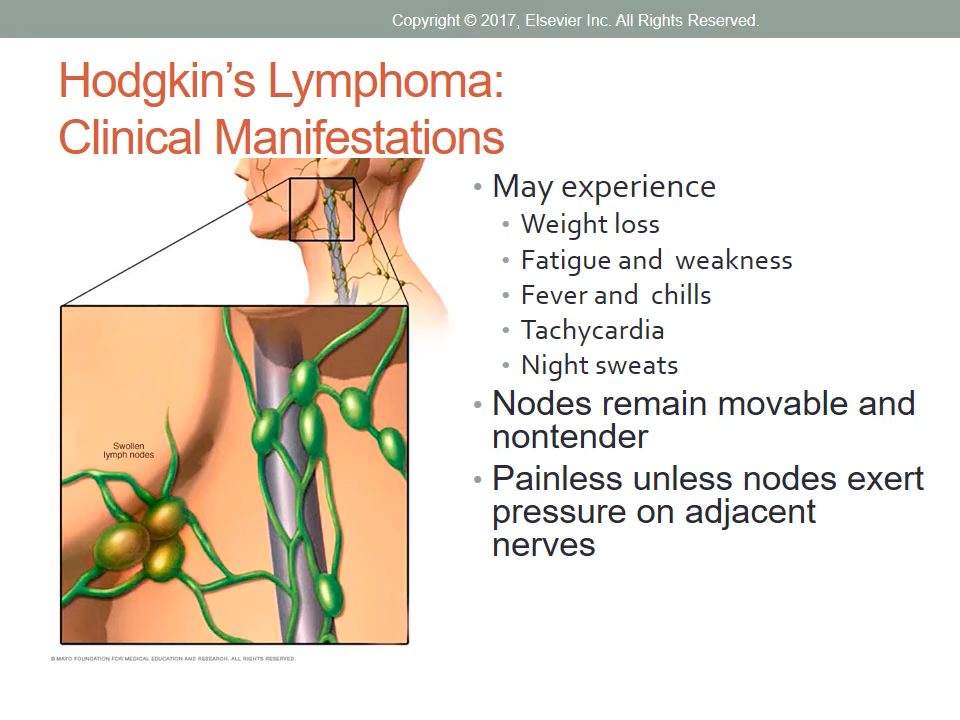 Copyright © 2017, Elsevier Inc. All Rights Reserved.
Hodgkin’s Lymphoma:
Clinical Manifestations
Swollen
lymph nodes
© MAYO FOUNDATION FOR MEDICAL EDUCATION AND RESEARCH. ALL RIGHTS RESERVED.
• May experience
• Weight loss
• Fatigue and  weakness
• Fever and  chills
• Tachycardia
• Night sweats
• Nodes remain movable and
nontender
• Painless unless nodes exert
pressure on adjacent
nerves